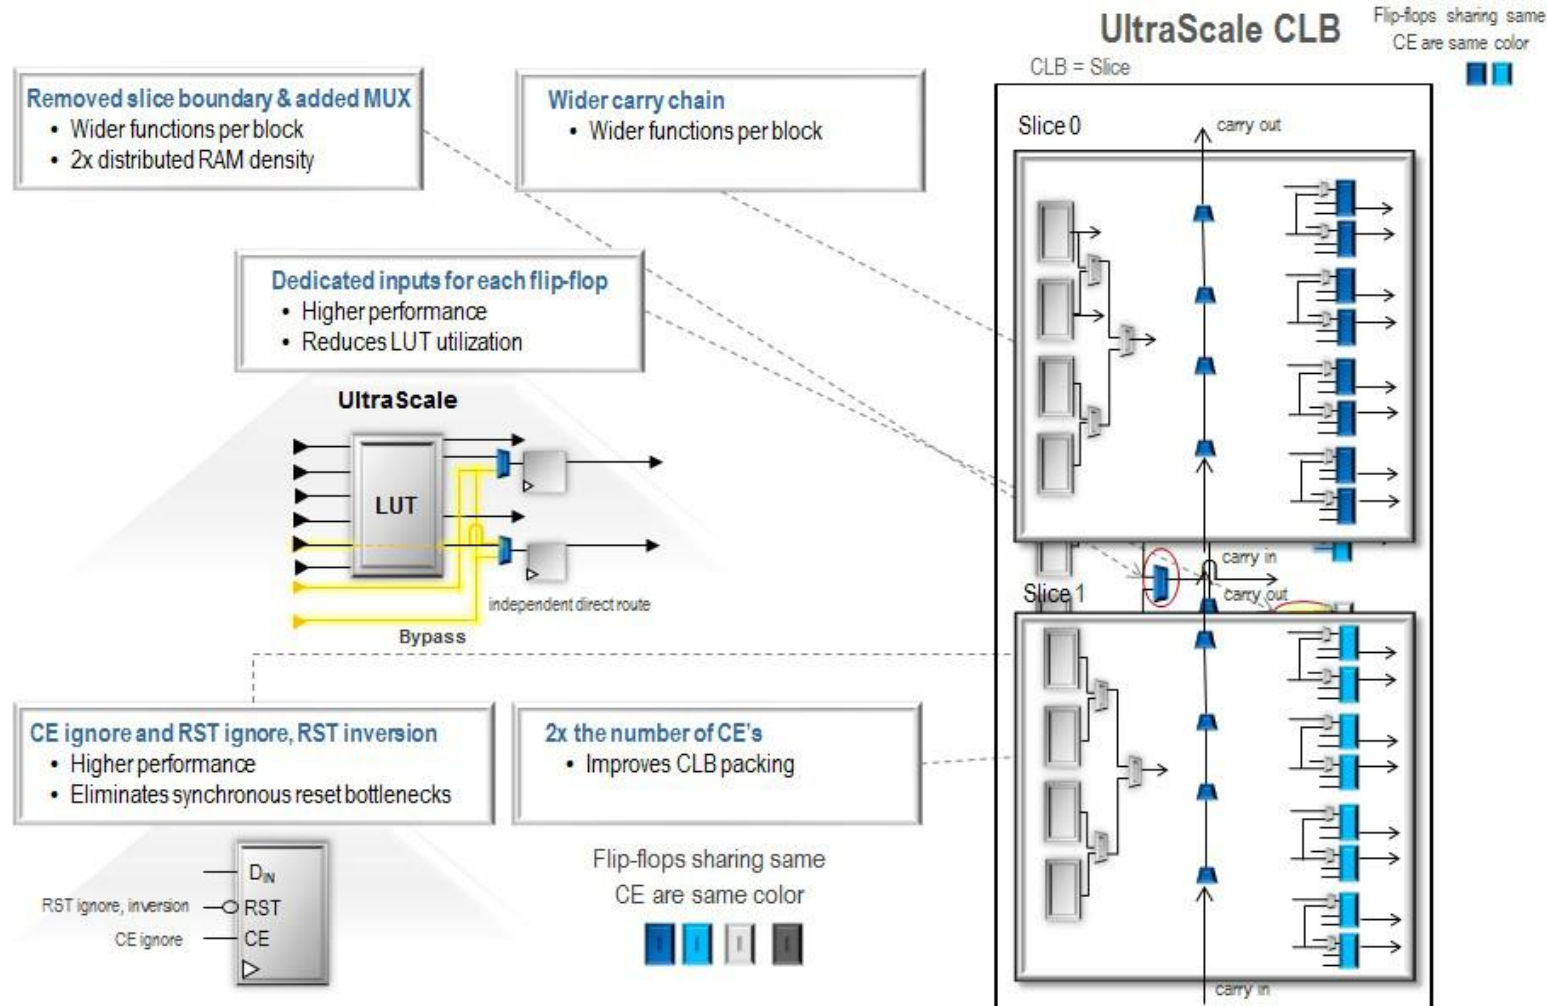 UltraScale CLB
Flip-flops sharing same
CE are same color
CLB = Slice
Removed slice boundary & added MUX
• Wider functions per block
• 2x distributed RAM density
Wider carry chain
• Wider functions per block
Slice 0
carry out
Dedicated inputs for each flip-flop
• Higher performance
• Reduces LUT utilization
UltraScale
LUT
independent direct route
Bypass
carry in
Slice 1
carry out
CE ignore and RST ignore, RST inversion
• Higher performance
• Eliminates synchronous reset bottlenecks
2x the number of CE's
• Improves CLB packing
Flip-flops sharing same
CE are same color
DIN
RST ignore, inversion
RST
CE ignore
CE
carry in